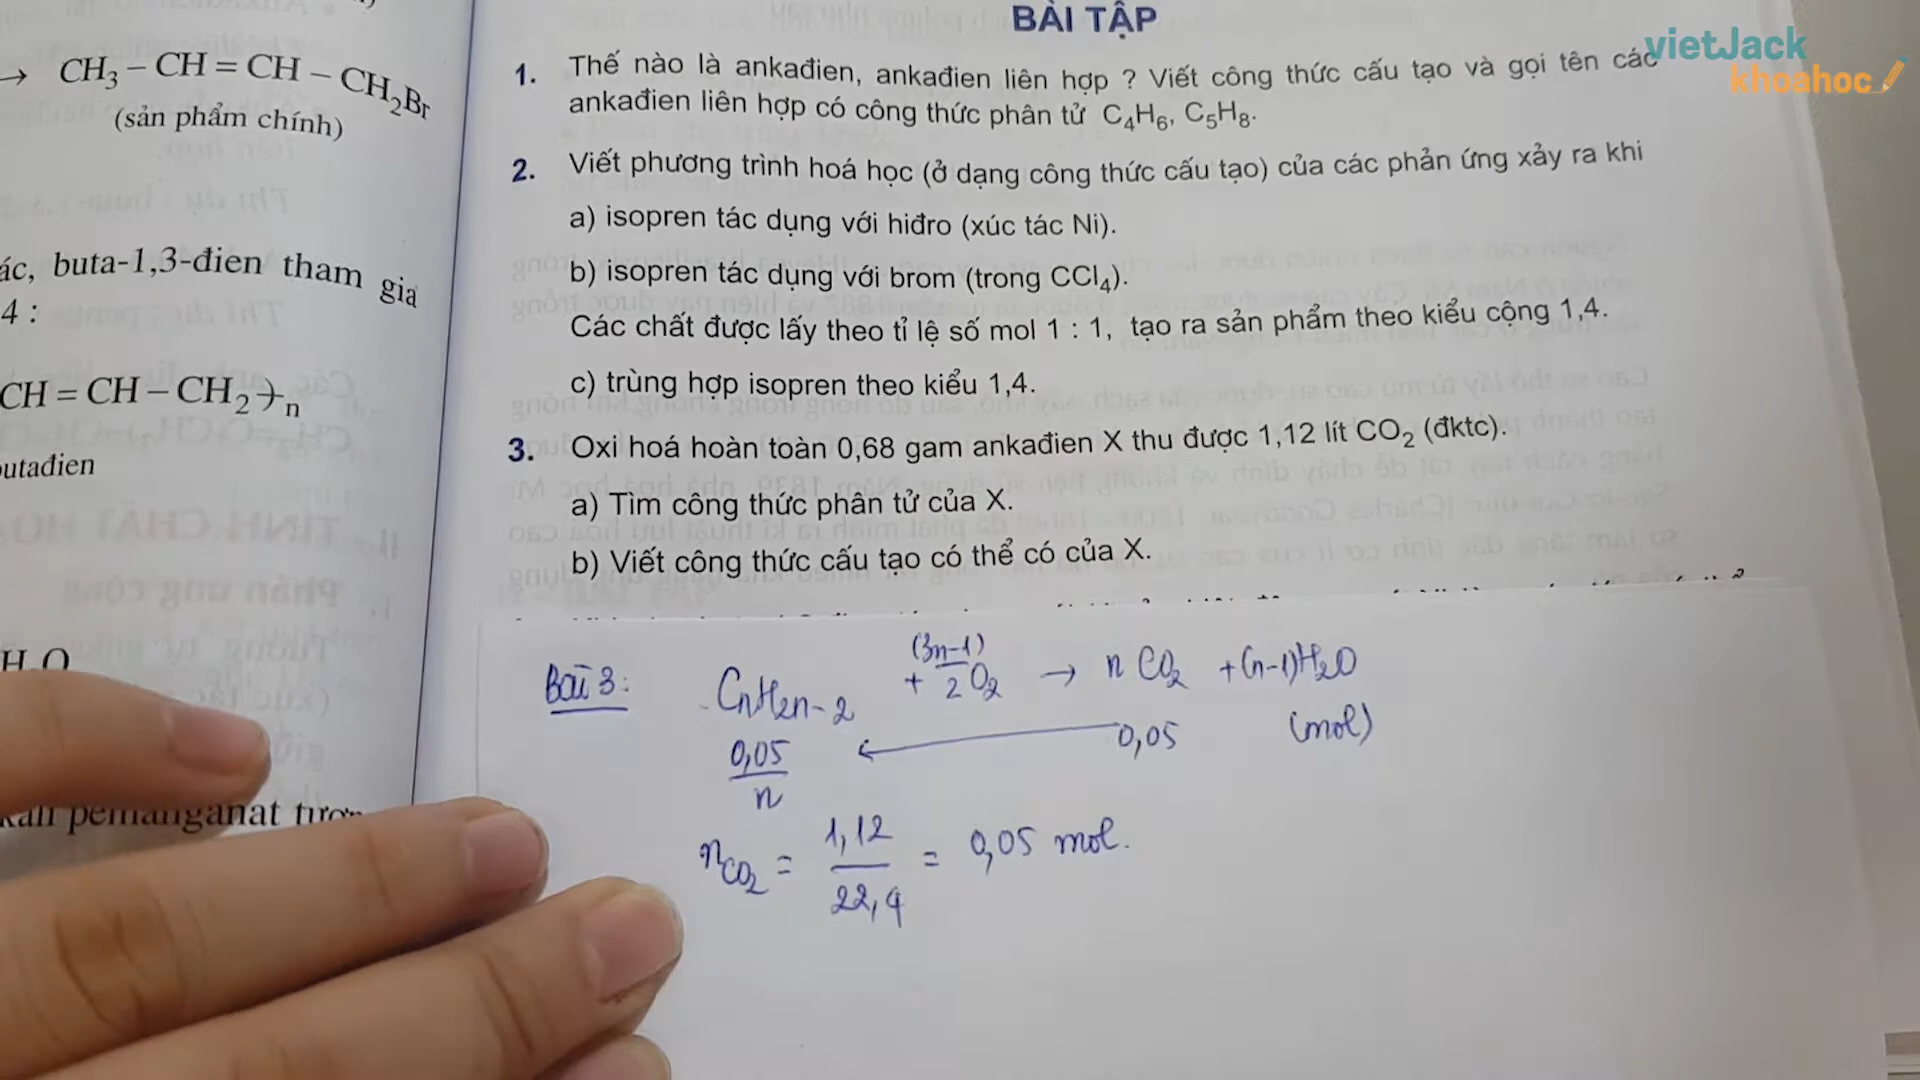 → CH₃ – CH = CH – CH₂Br
(sản phẩm chính)
ác, buta-1,3-đien tham gia
4 :
CH = CH – CH₂ –)ₙ
butađien
H₂O
kali pemanganat
BÀI TẬP
vietJack
khoahoc
1. Thế nào là ankađien, ankađien liên hợp ? Viết công thức cấu tạo và gọi tên các
ankađien liên hợp có công thức phân tử C₄H₆, C₅H₈.
2. Viết phương trình hoá học (ở dạng công thức cấu tạo) của các phản ứng xảy ra khi
a) isopren tác dụng với hiđro (xúc tác Ni).
b) isopren tác dụng với brom (trong CCl₄).
Các chất được lấy theo tỉ lệ số mol 1 : 1, tạo ra sản phẩm theo kiểu cộng 1,4.
c) trùng hợp isopren theo kiểu 1,4.
3. Oxi hoá hoàn toàn 0,68 gam ankađien X thu được 1,12 lít CO₂ (đktc).
a) Tìm công thức phân tử của X.
b) Viết công thức cấu tạo có thể có của X.
Bài 3: CₙH₂ₙ₋₂ + (3n-1)/2 O₂ → n CO₂ + (n-1)H₂O
0,05/n ← 0,05 (mol)
n_CO₂ = 1,12/22,4 = 0,05 mol.